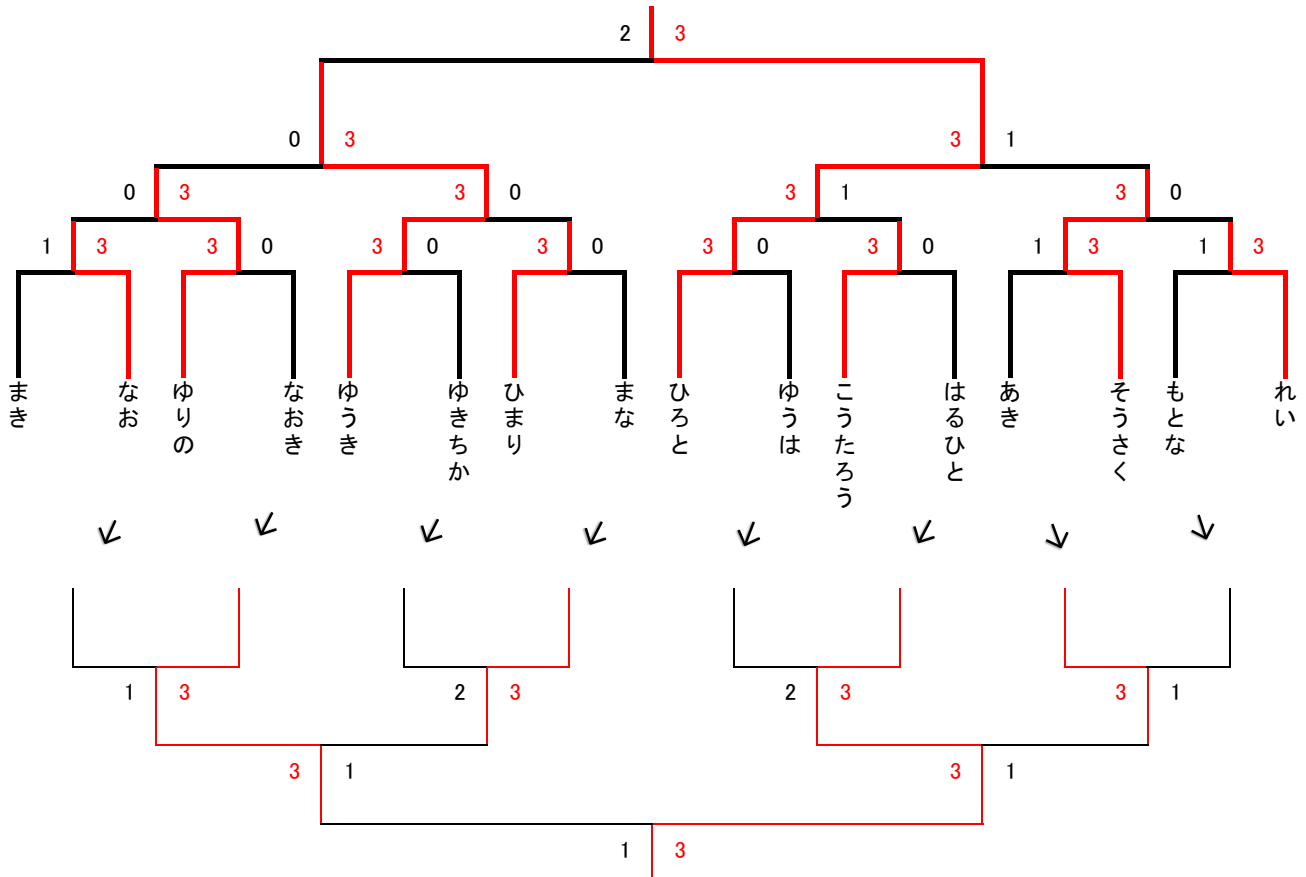 2 3
0 3 3 1
0 3 3 0 3 1 3 0
1 3 3 0 3 0 3 0 3 0 3 0 1 3 1 3
まき
なお
ゆりの
なおき
ゆうき
ゆきちか
ひまり
まな
ひろと
ゆうは
こうたろう
はるひと
あき
そうさく
もとな
れい
1 3 2 3 2 3 3 1
3 1 3 1
1 3